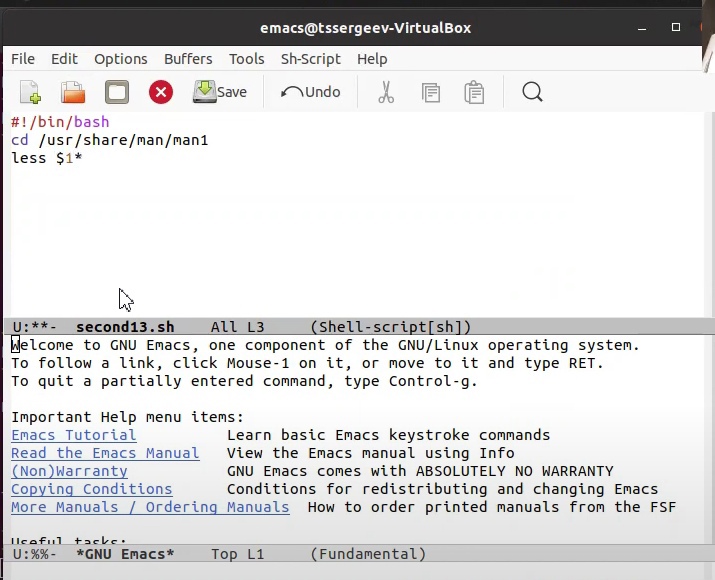 emacs@tssergeev-VirtualBox
File Edit Options Buffers Tools Sh-Script Help
Save Undo
#!/bin/bash
cd /usr/share/man/man1
less $1*
U:**- second13.sh All L3 (Shell-script[sh])
Welcome to GNU Emacs, one component of the GNU/Linux operating system.
To follow a link, click Mouse-1 on it, or move to it and type RET.
To quit a partially entered command, type Control-g.
Important Help menu items:
Emacs Tutorial Learn basic Emacs keystroke commands
Read the Emacs Manual View the Emacs manual using Info
(Non)Warranty GNU Emacs comes with ABSOLUTELY NO WARRANTY
Copying Conditions Conditions for redistributing and changing Emacs
More Manuals / Ordering Manuals How to order printed manuals from the FSF
Useful tasks:
U:%%- *GNU Emacs* Top L1 (Fundamental)